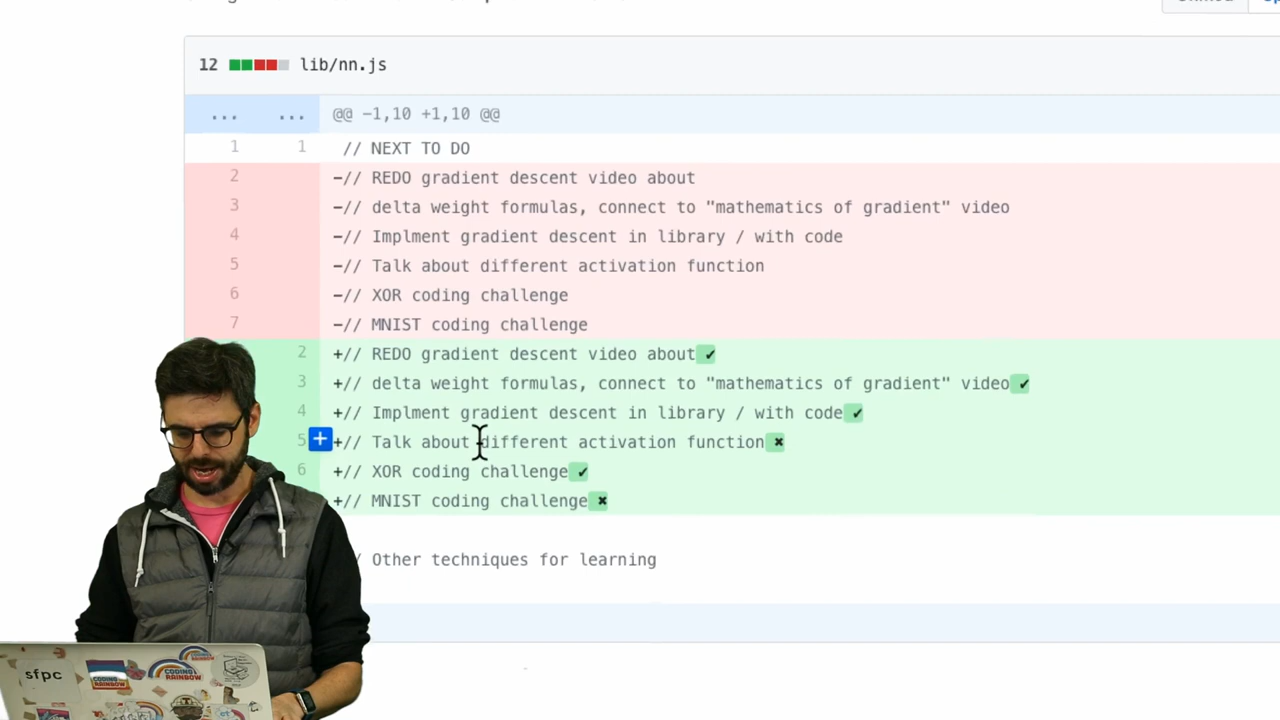 12 lib/nn.js
... ... @@ -1,10 +1,10 @@
1 1 // NEXT TO DO
2 -// REDO gradient descent video about
3 -// delta weight formulas, connect to "mathematics of gradient" video
4 -// Implment gradient descent in library / with code
5 -// Talk about different activation function
6 -// XOR coding challenge
7 -// MNIST coding challenge
2 +// REDO gradient descent video about✔
3 +// delta weight formulas, connect to "mathematics of gradient" video✔
4 +// Implment gradient descent in library / with code✔
5 +// Talk about different activation function✖
6 +// XOR coding challenge✔
+// MNIST coding challenge✖
/ Other techniques for learning
sfpc
CODING
RAINBOW
CODING
RAINBOW